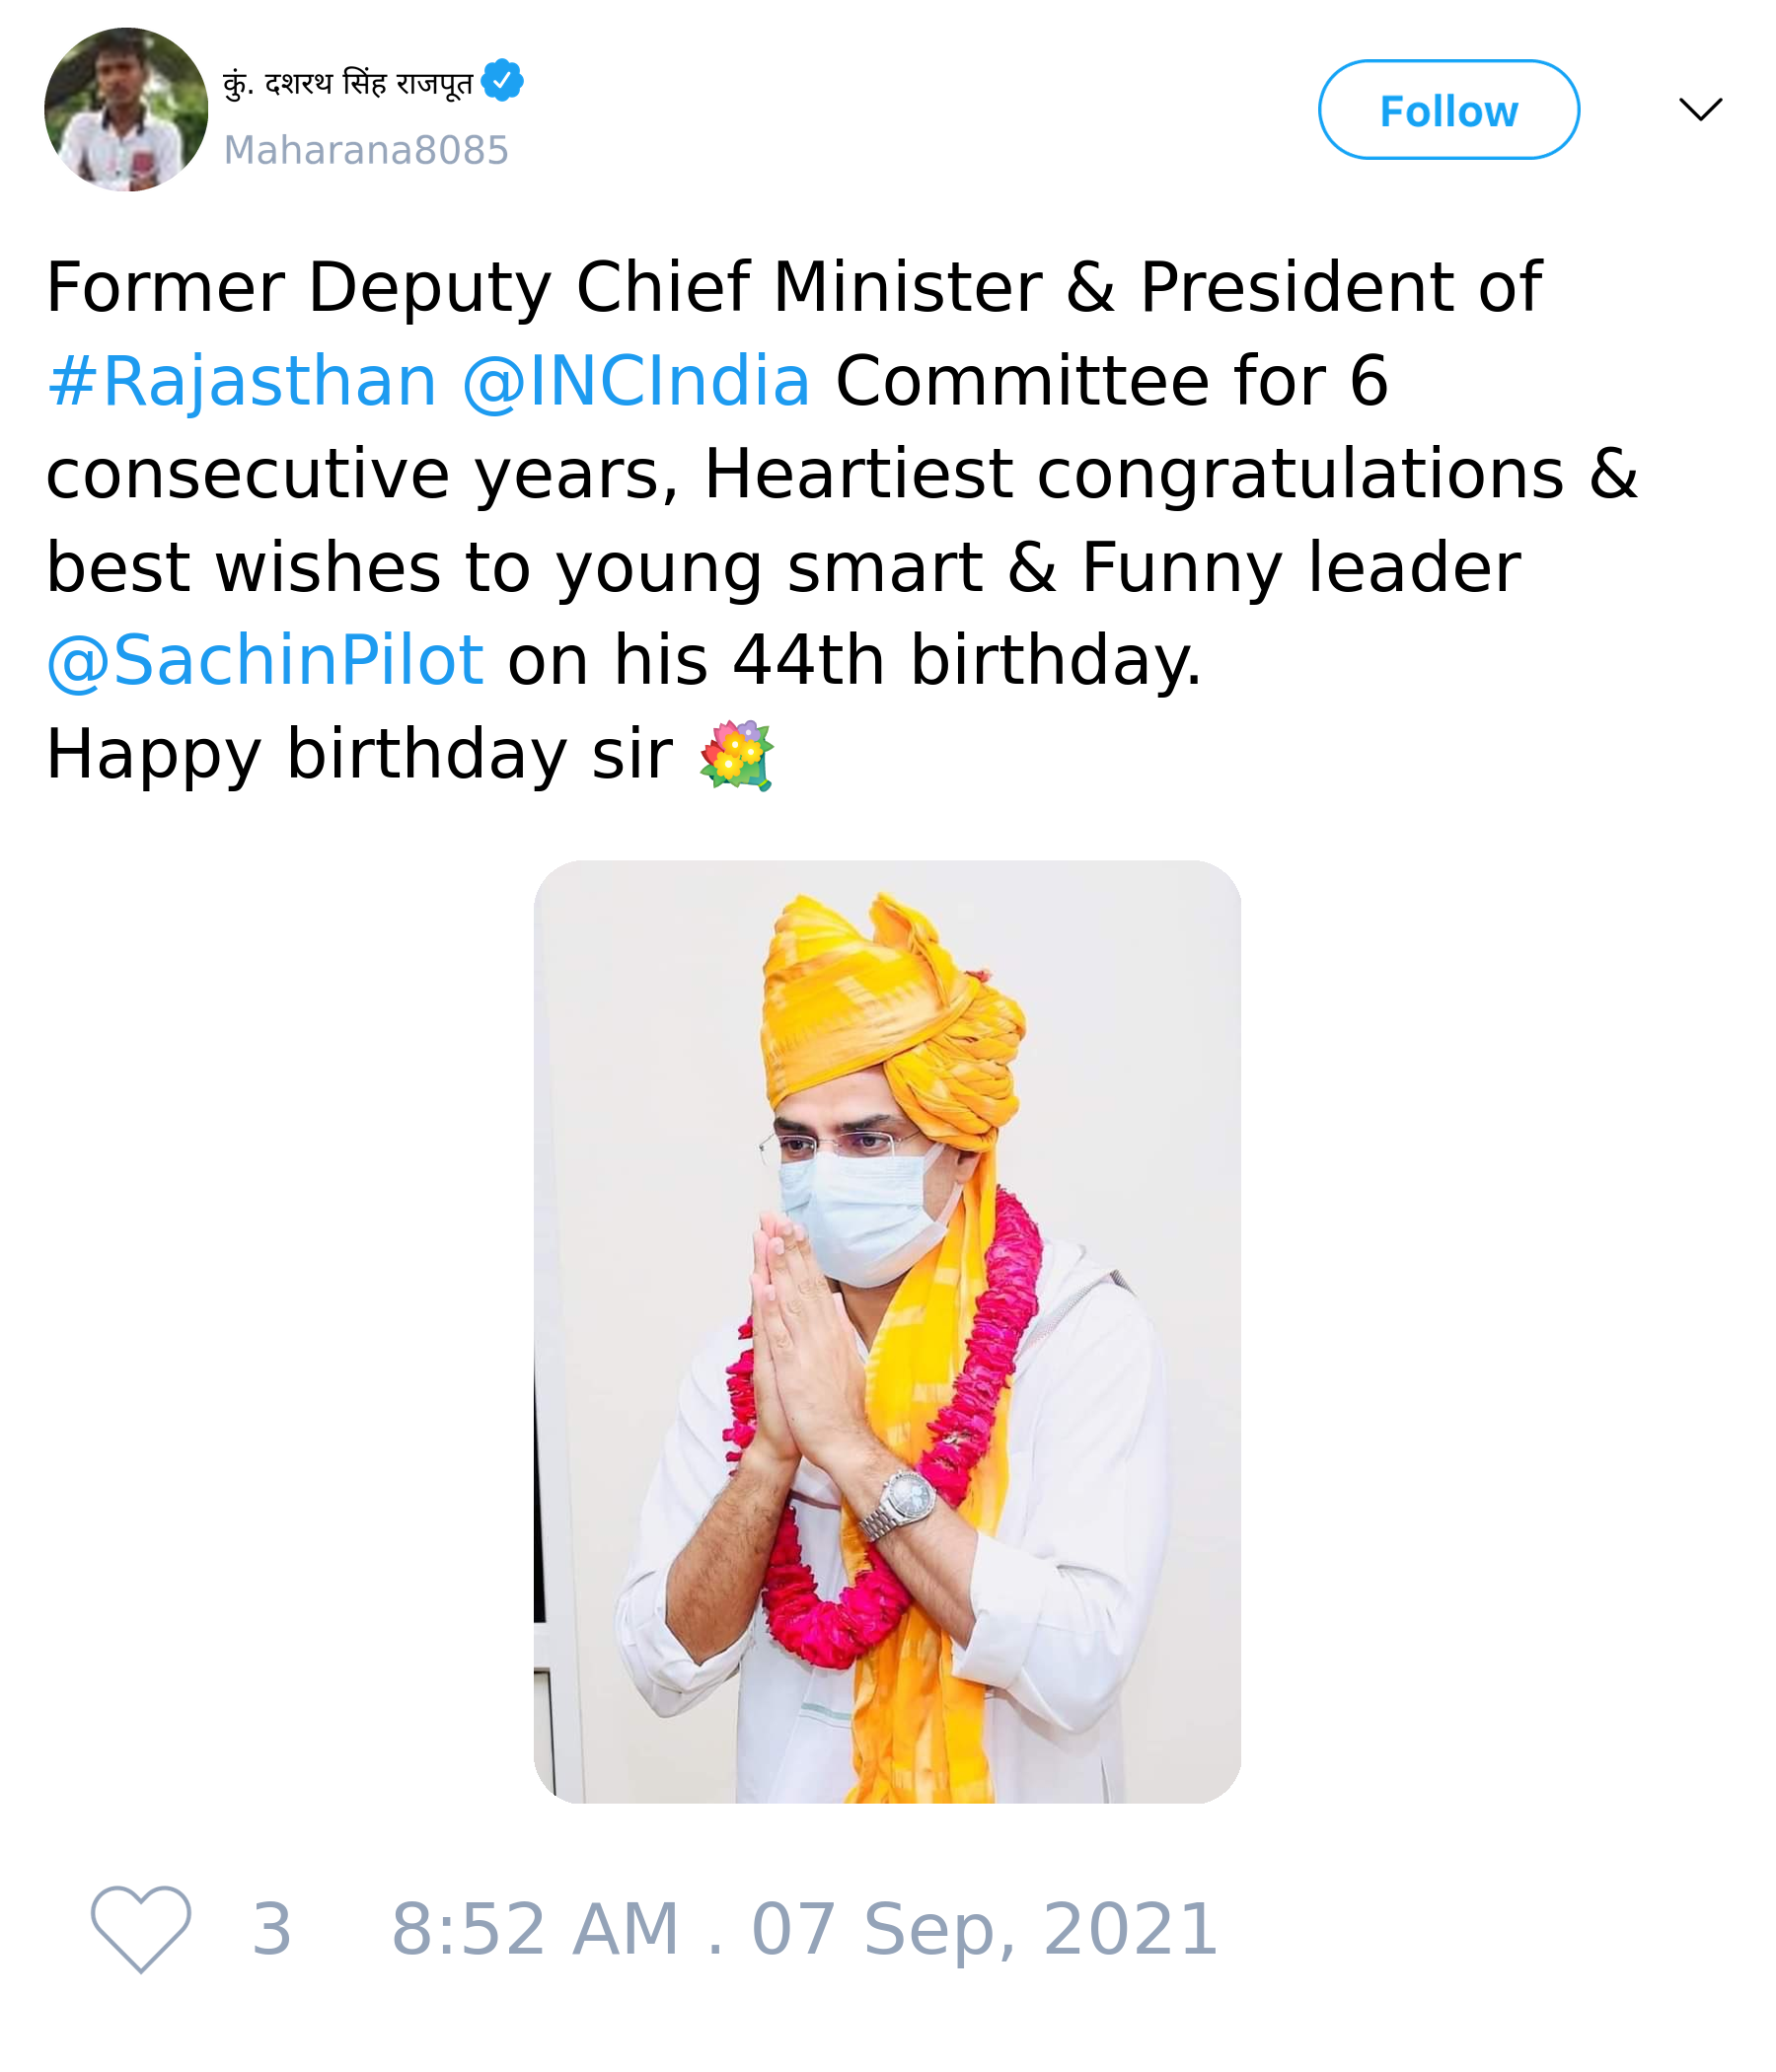 कुं. दशरथ सिंह राजपूत
Maharana8085
Follow
Former Deputy Chief Minister & President of
#Rajasthan @INCIndia Committee for 6
consecutive years, Heartiest congratulations &
best wishes to young smart & Funny leader
@SachinPilot on his 44th birthday.
Happy birthday sir 💐
3 8:52 AM . 07 Sep, 2021